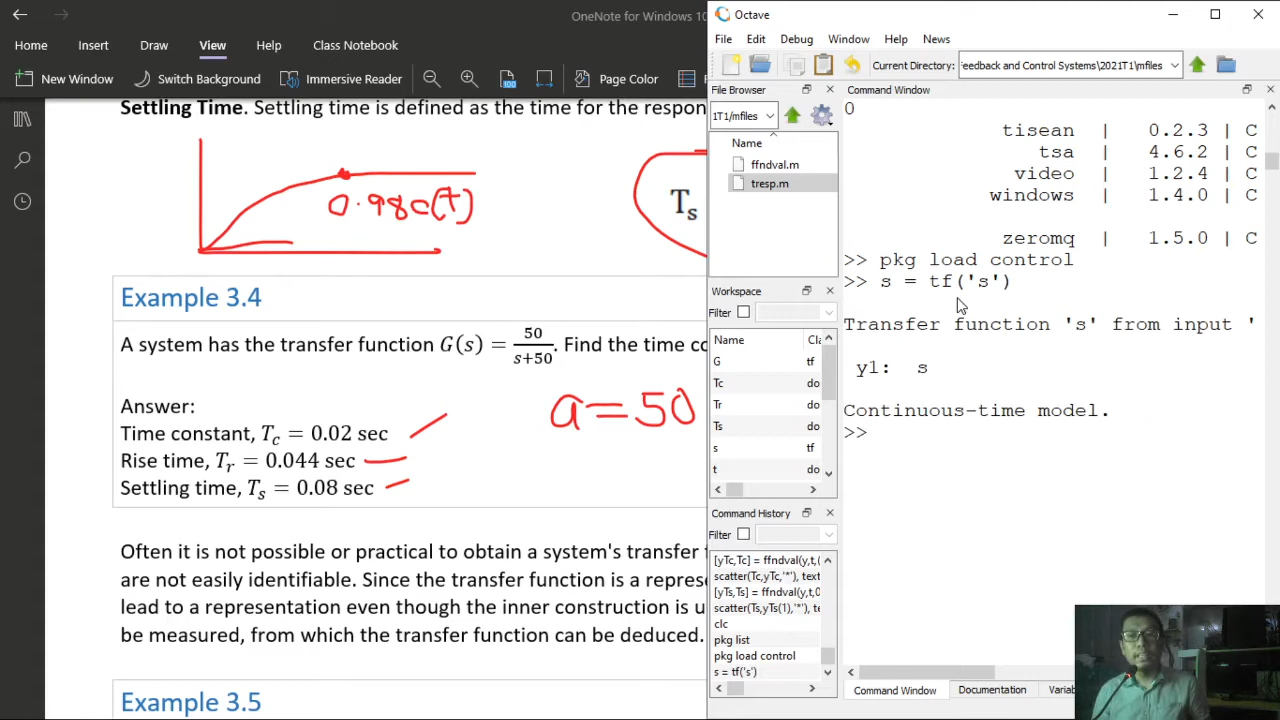 OneNote for Windows 10
Home Insert Draw View Help Class Notebook
New Window Switch Background Immersive Reader Page Color
Settling Time. Settling time is defined as the time for the respon
0.98c(t)
Ts
Example 3.4
A system has the transfer function G(s) = 50/(s+50). Find the time co
a=50
Answer:
Time constant, Tc = 0.02 sec
Rise time, Tr = 0.044 sec
Settling time, Ts = 0.08 sec
Often it is not possible or practical to obtain a system's transfer
are not easily identifiable. Since the transfer function is a repres
lead to a representation even though the inner construction is u
be measured, from which the transfer function can be deduced.
Example 3.5
Octave
File Edit Debug Window Help News
Current Directory: Feedback and Control Systems\2021T1\mfiles
File Browser
1T1/mfiles
Name
ffndval.m
tresp.m
Workspace
Filter
Name Cla
G tf
Tc do
Tr do
Ts do
s tf
t do
Command History
Filter
[yTc,Tc] = ffndval(y,t,(
scatter(Tc,yTc,'*'), text
[yTs,Ts] = ffndval(y,t,0
scatter(Ts,yTs(1),'*'), te
clc
pkg list
pkg load control
s = tf('s')
Command Window
0
tisean | 0.2.3 | C
tsa | 4.6.2 | C
video | 1.2.4 | C
windows | 1.4.0 | C
zeromq | 1.5.0 | C
>> pkg load control
>> s = tf('s')
Transfer function 's' from input '
y1: s
Continuous-time model.
>>
Command Window Documentation Varia